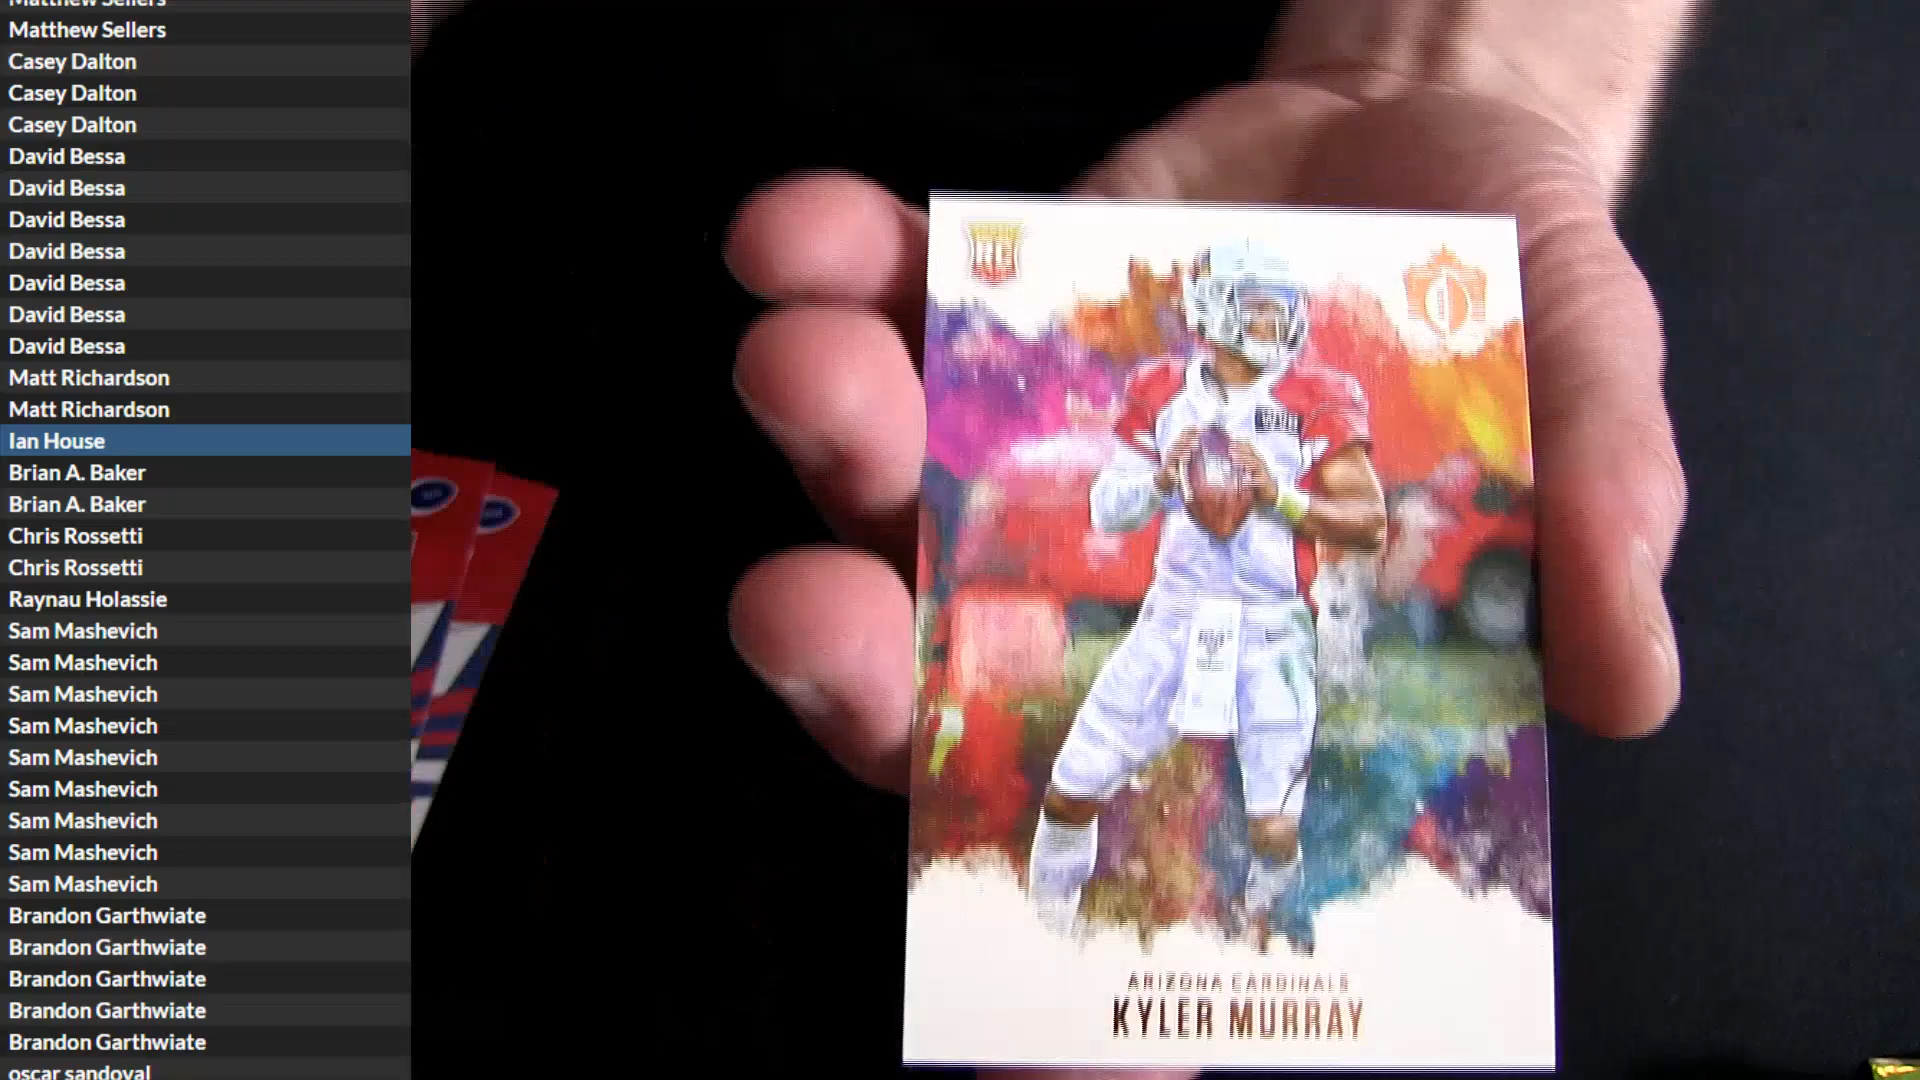 Matthew Sellers
Matthew Sellers
Casey Dalton
Casey Dalton
Casey Dalton
David Bessa
David Bessa
David Bessa
David Bessa
David Bessa
David Bessa
David Bessa
Matt Richardson
Matt Richardson
Ian House
Brian A. Baker
Brian A. Baker
Chris Rossetti
Chris Rossetti
Raynau Holassie
Sam Mashevich
Sam Mashevich
Sam Mashevich
Sam Mashevich
Sam Mashevich
Sam Mashevich
Sam Mashevich
Sam Mashevich
Sam Mashevich
Brandon Garthwiate
Brandon Garthwiate
Brandon Garthwiate
Brandon Garthwiate
Brandon Garthwiate
oscar sandoval
RC
ARIZONA CARDINALS
KYLER MURRAY